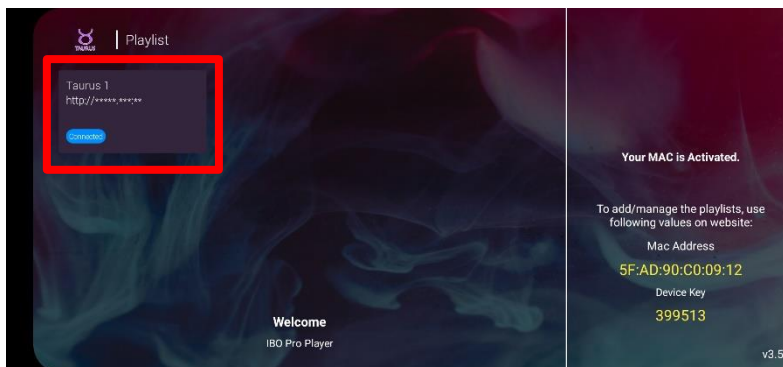 TAURUS
Playlist
Taurus 1
http://*****.***:**
Connected
Welcome
IBO Pro Player
Your MAC is Activated.
To add/manage the playlists, use
following values on website:
Mac Address
5F:AD:90:C0:09:12
Device Key
399513
v3.5